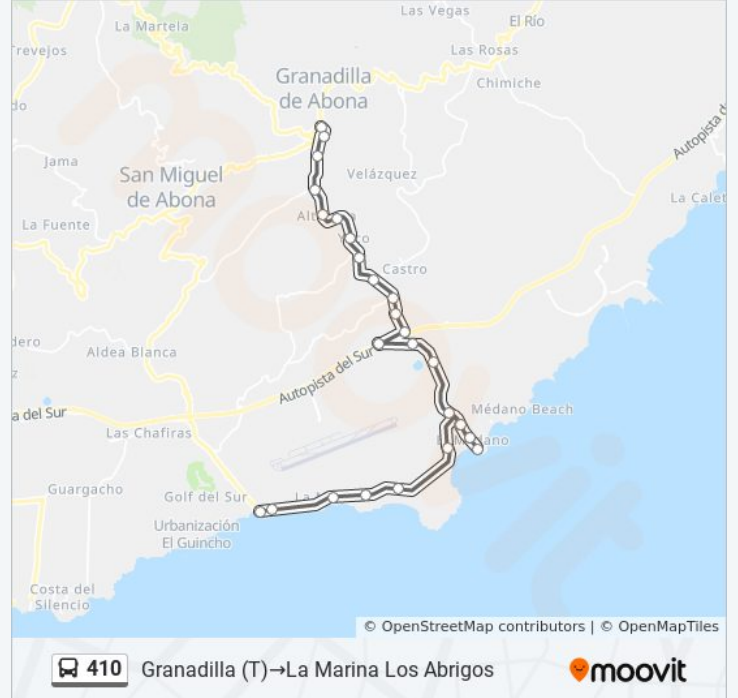 Las Vegas
El Río
La Martela
Las Rosas
Granadilla
de Abona
Chimiche
Autopista d
Jama
San Miguel
de Abona
Velázquez
La Calet
La Fuente
Castro
dero
Aldea Blanca
Autopista del Sur
a del Sur
Médano Beach
Las Chafiras
Guargacho
Golf del Sur
Urbanización
El Guincho
Costa del
Silencio
© OpenStreetMap contributors | © OpenMapTiles
410 Granadilla (T)→La Marina Los Abrigos
moovit